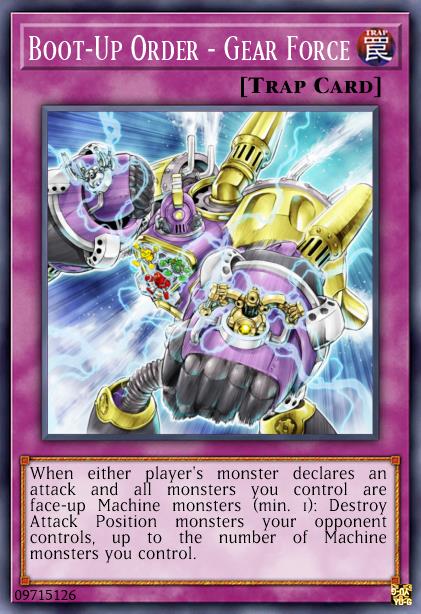 Boot-Up Order - Gear Force
TRAP
罠
[Trap Card]
When either player's monster declares an
attack and all monsters you control are
face-up Machine monsters (min. 1): Destroy
Attack Position monsters your opponent
controls, up to the number of Machine
monsters you control.
09715126